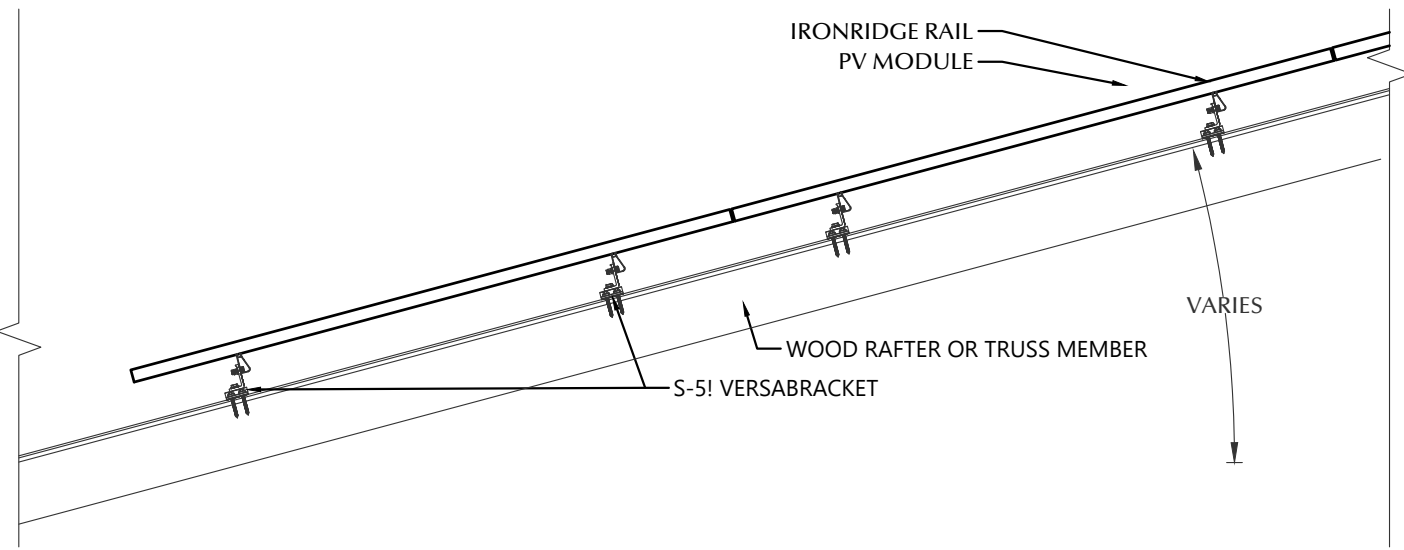 IRONRIDGE RAIL
PV MODULE
VARIES
WOOD RAFTER OR TRUSS MEMBER
S-5! VERSABRACKET